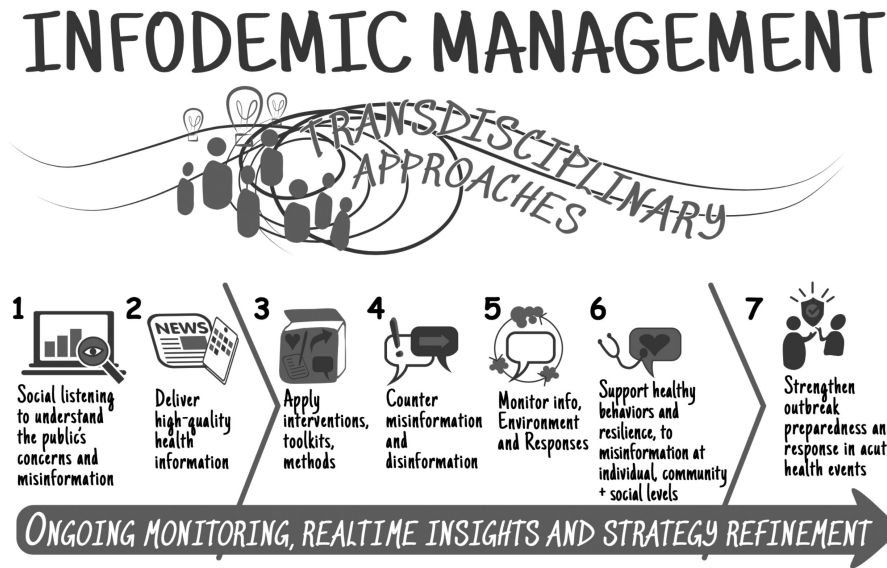 INFODEMIC MANAGEMENT
TRANSDISCIPLINARY
APPROACHES
1
Social listening
to understand
the public's
concerns and
misinformation
2
NEWS
Deliver
high-quality
health
information
3
Apply
interventions,
toolkits,
methods
4
Counter
misinformation
and
disinformation
5
Monitor info,
Environment
and Responses
6
Support healthy
behaviors and
resilience, to
misinformation at
individual, community
+ social levels
7
Strengthen
outbreak
preparedness an
response in acut
health events
ONGOING MONITORING, REALTIME INSIGHTS AND STRATEGY REFINEMENT